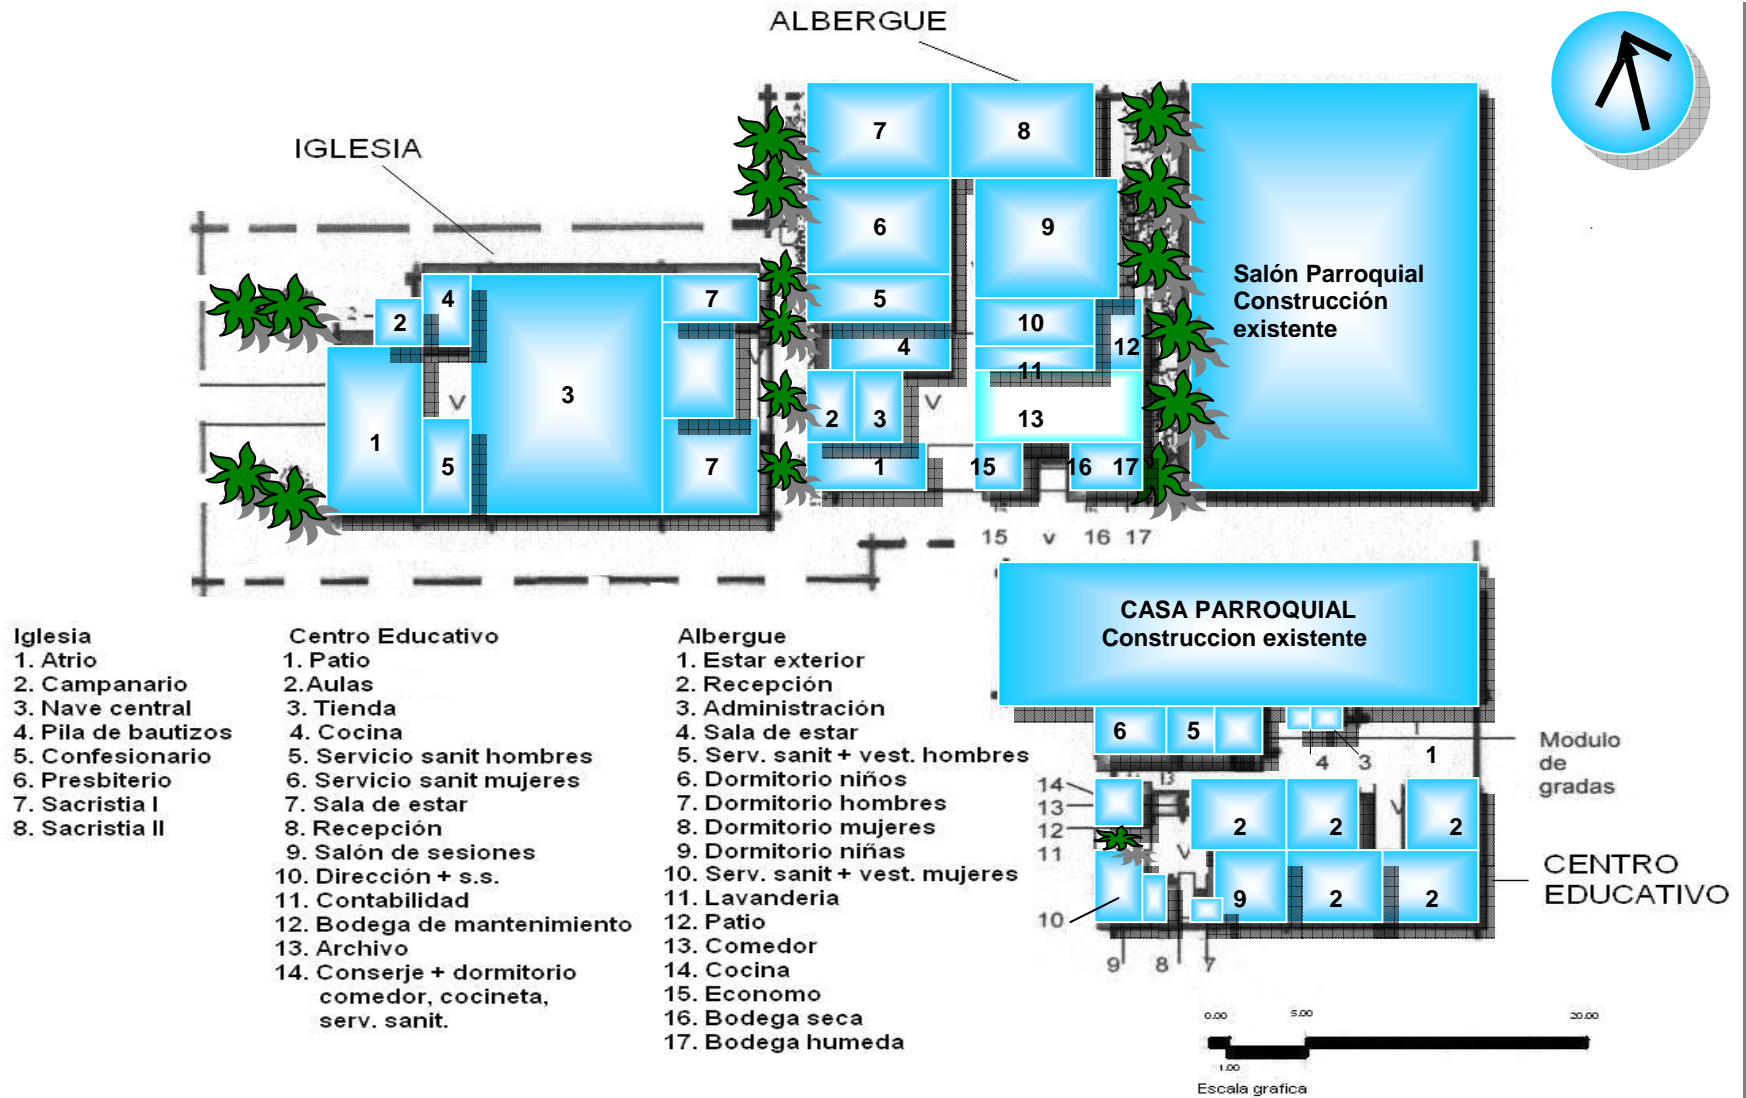 ALBERGUE
IGLESIA
7
8
6
9
5
10
4
11
12
2
3
13
1
15
16
17
4
2
7
3
1
5
7
V
V
Salón Parroquial
Construcción
existente
15
v
16
17
CASA PARROQUIAL
Construccion existente
6
5
4
3
1
Modulo
de
gradas
14
13
12
11
13
2
2
2
V
V
10
9
2
2
9
8
7
CENTRO
EDUCATIVO
Iglesia
1. Atrio
2. Campanario
3. Nave central
4. Pila de bautizos
5. Confesionario
6. Presbiterio
7. Sacristia I
8. Sacristia II
Centro Educativo
1. Patio
2.Aulas
3. Tienda
4. Cocina
5. Servicio sanit hombres
6. Servicio sanit mujeres
7. Sala de estar
8. Recepción
9. Salón de sesiones
10. Dirección + s.s.
11. Contabilidad
12. Bodega de mantenimiento
13. Archivo
14. Conserje + dormitorio
comedor, cocineta,
serv. sanit.
Albergue
1. Estar exterior
2. Recepción
3. Administración
4. Sala de estar
5. Serv. sanit + vest. hombres
6. Dormitorio niños
7. Dormitorio hombres
8. Dormitorio mujeres
9. Dormitorio niñas
10. Serv. sanit + vest. mujeres
11. Lavanderia
12. Patio
13. Comedor
14. Cocina
15. Economo
16. Bodega seca
17. Bodega humeda
0.00
5.00
20.00
1.00
Escala grafica